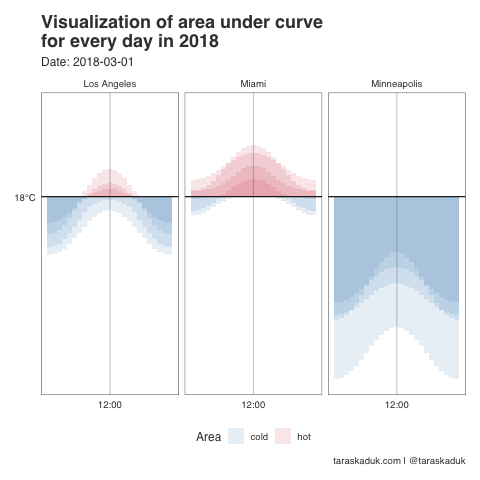 Visualization of area under curve
for every day in 2018
Date: 2018-03-01
Los Angeles
Miami
Minneapolis
18°C
12:00
12:00
12:00
Area
cold
hot
taraskaduk.com | @taraskaduk